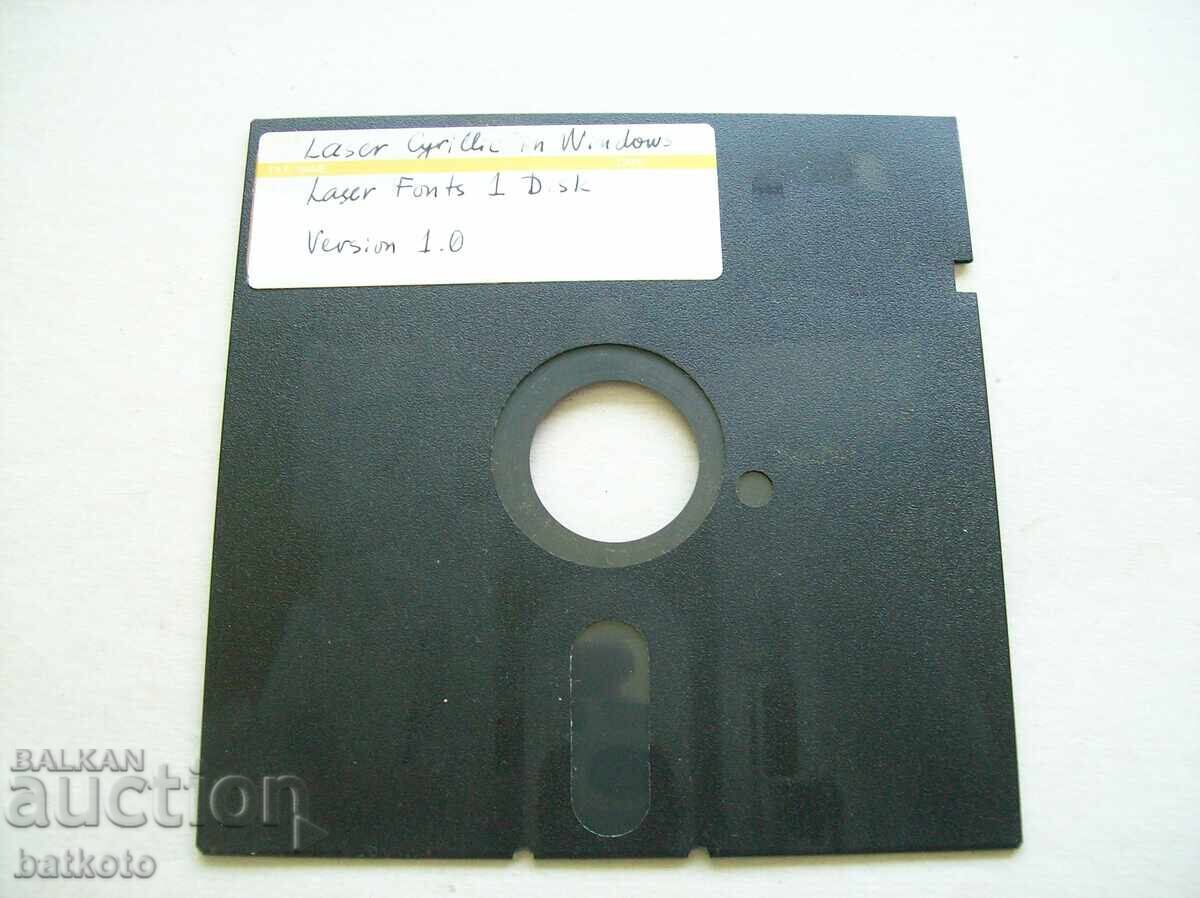 Laser Cyrillic in Windows
Laser Fonts 1 Disk
Version 1.0
BALKAN
auction
batkoto